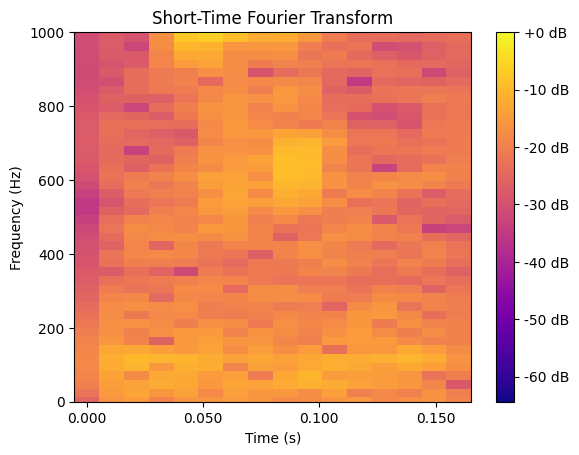 Short-Time Fourier Transform
1000
800
600
400
200
0
Frequency (Hz)
0.000
0.050
0.100
0.150
Time (s)
+0 dB
-10 dB
-20 dB
-30 dB
-40 dB
-50 dB
-60 dB